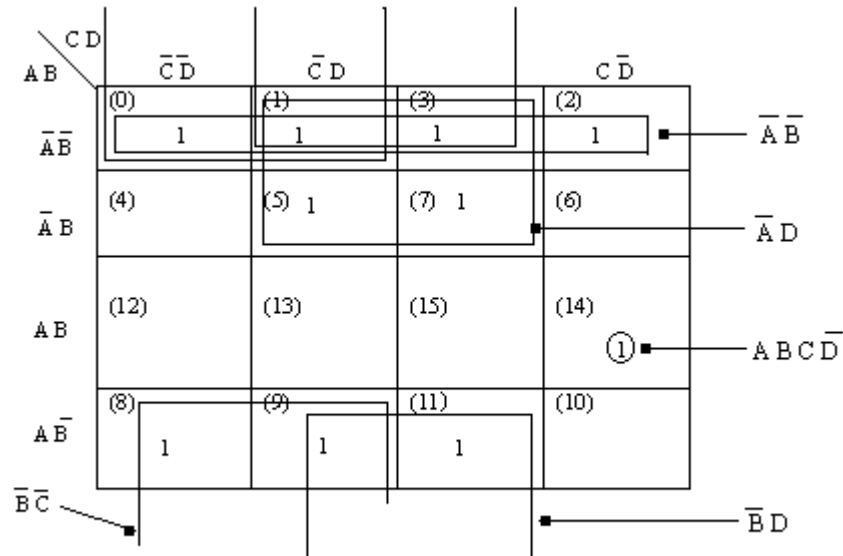 C D
A B
C̅ D̅ C̅ D C D̅
(0) (1) (3) (2)
A̅ B̅ 1 1 1 1 A̅ B̅
(4) (5) 1 (7) 1 (6)
A̅ B
A̅ D
(12) (13) (15) (14)
A B 1 A B C D̅
(8) (9) (11) (10)
A B̅ 1 1 1
B̅ C̅ B̅ D